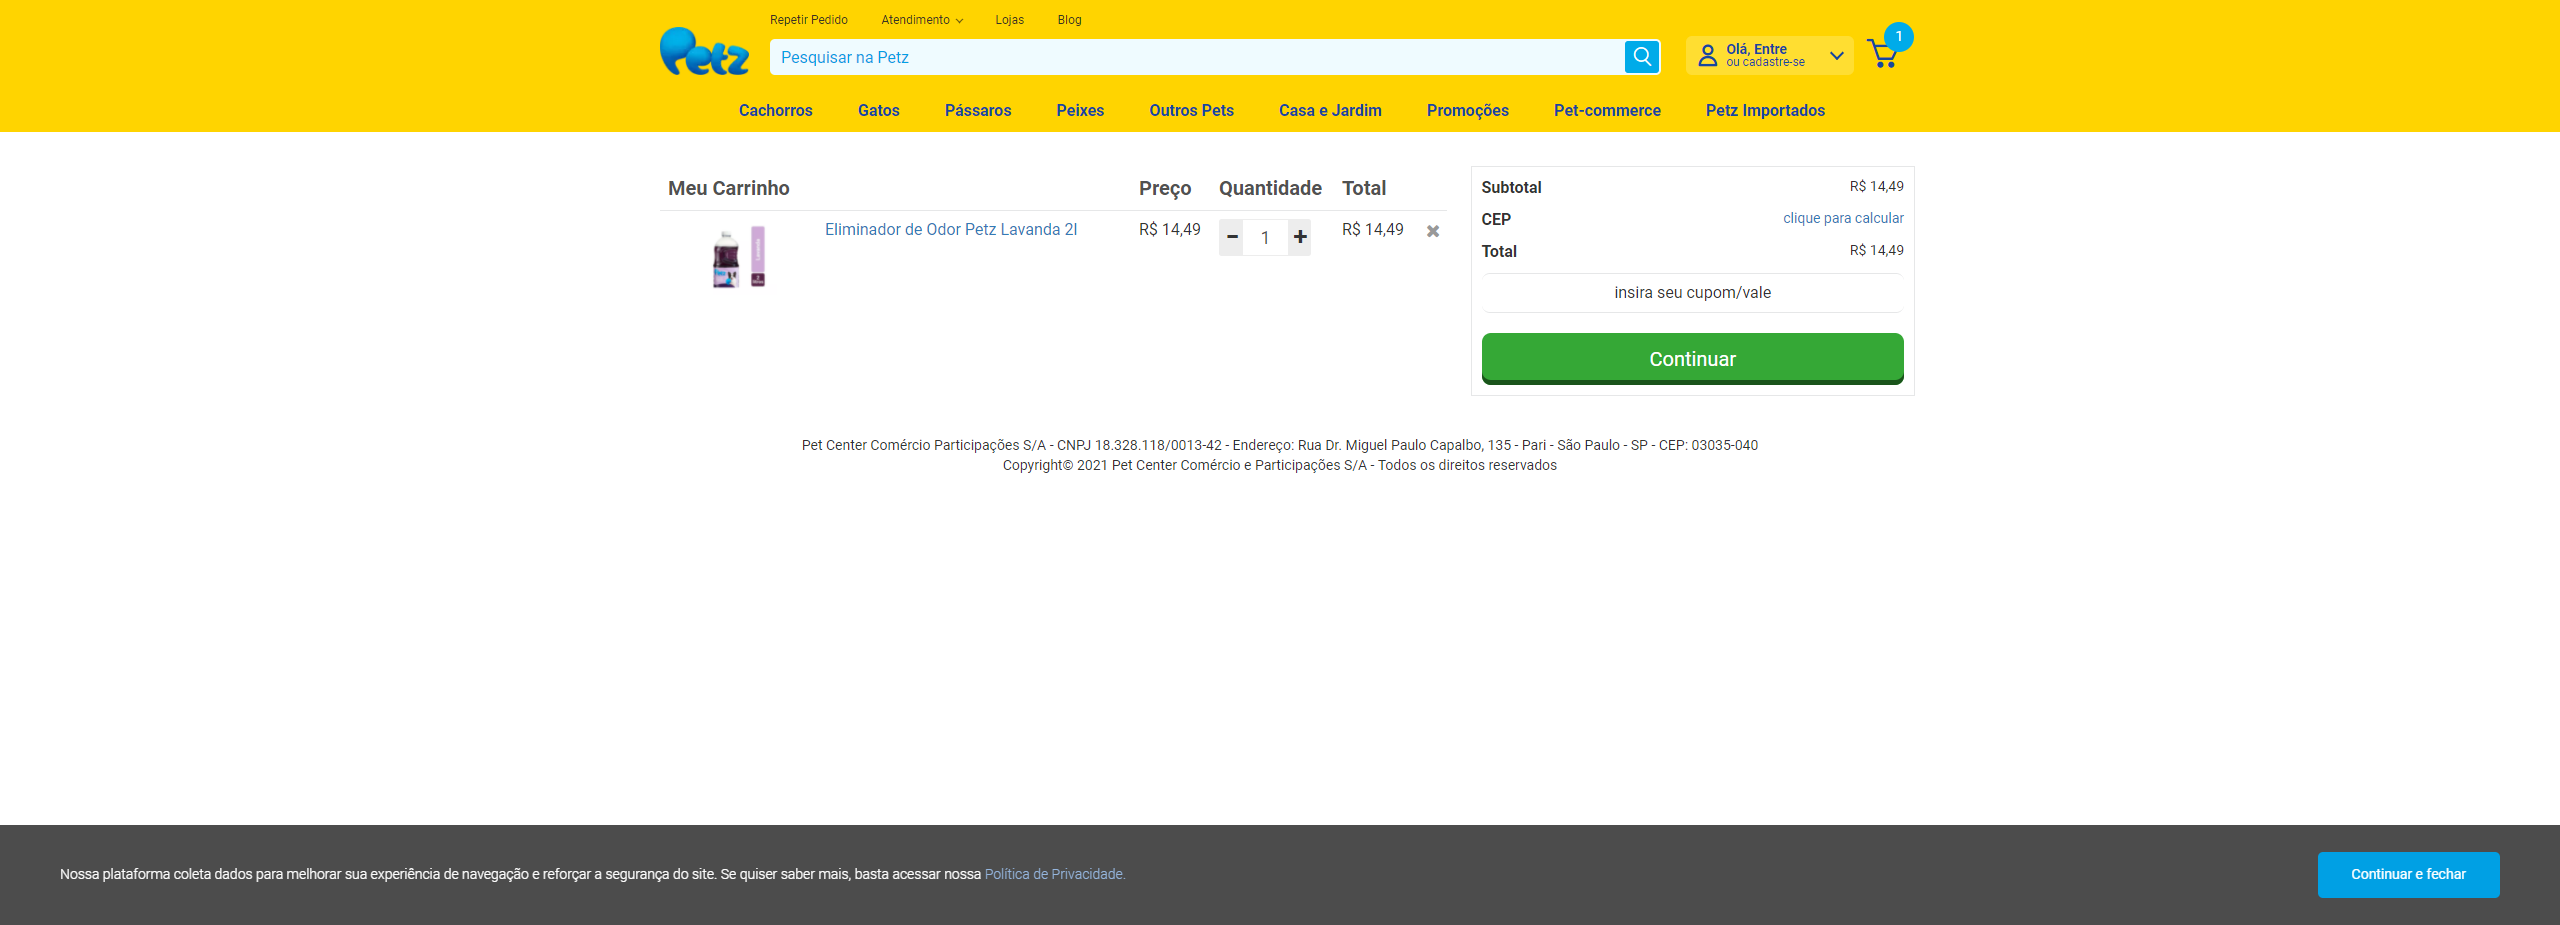 Repetir Pedido Atendimento Lojas Blog
Petz
Pesquisar na Petz
Olá, Entre
ou cadastre-se
1
Cachorros Gatos Pássaros Peixes Outros Pets Casa e Jardim Promoções Pet-commerce Petz Importados
Meu Carrinho Preço Quantidade Total
Eliminador de Odor Petz Lavanda 2l R$ 14,49 1 R$ 14,49
Subtotal R$ 14,49
CEP clique para calcular
Total R$ 14,49
insira seu cupom/vale
Continuar
Pet Center Comércio Participações S/A - CNPJ 18.328.118/0013-42 - Endereço: Rua Dr. Miguel Paulo Capalbo, 135 - Pari - São Paulo - SP - CEP: 03035-040
Copyright© 2021 Pet Center Comércio e Participações S/A - Todos os direitos reservados
Nossa plataforma coleta dados para melhorar sua experiência de navegação e reforçar a segurança do site. Se quiser saber mais, basta acessar nossa Política de Privacidade.
Continuar e fechar